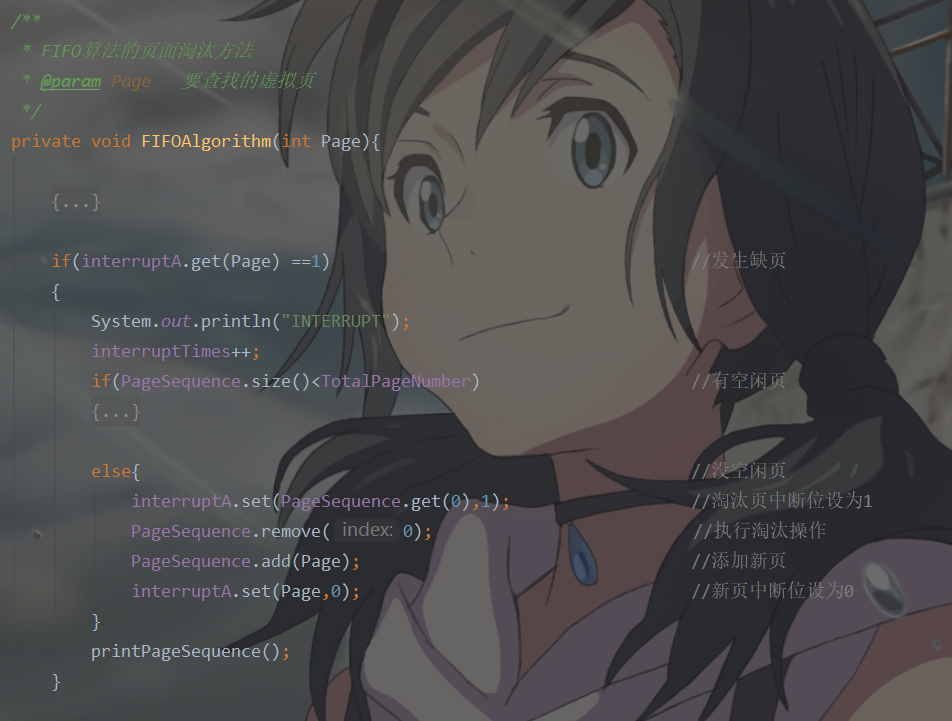 /**
* FIFO算法的页面淘汰方法
* @param Page 要查找的虚拟页
*/
private void FIFOAlgorithm(int Page){
{...}
if(interruptA.get(Page) ==1) //发生缺页
{
System.out.println("INTERRUPT");
interruptTimes++;
if(PageSequence.size()<TotalPageNumber) //有空闲页
{...}
else{ //没空闲页
interruptA.set(PageSequence.get(0),1); //淘汰页中断位设为1
PageSequence.remove( index: 0); //执行淘汰操作
PageSequence.add(Page); //添加新页
interruptA.set(Page,0); //新页中断位设为0
}
printPageSequence();
}